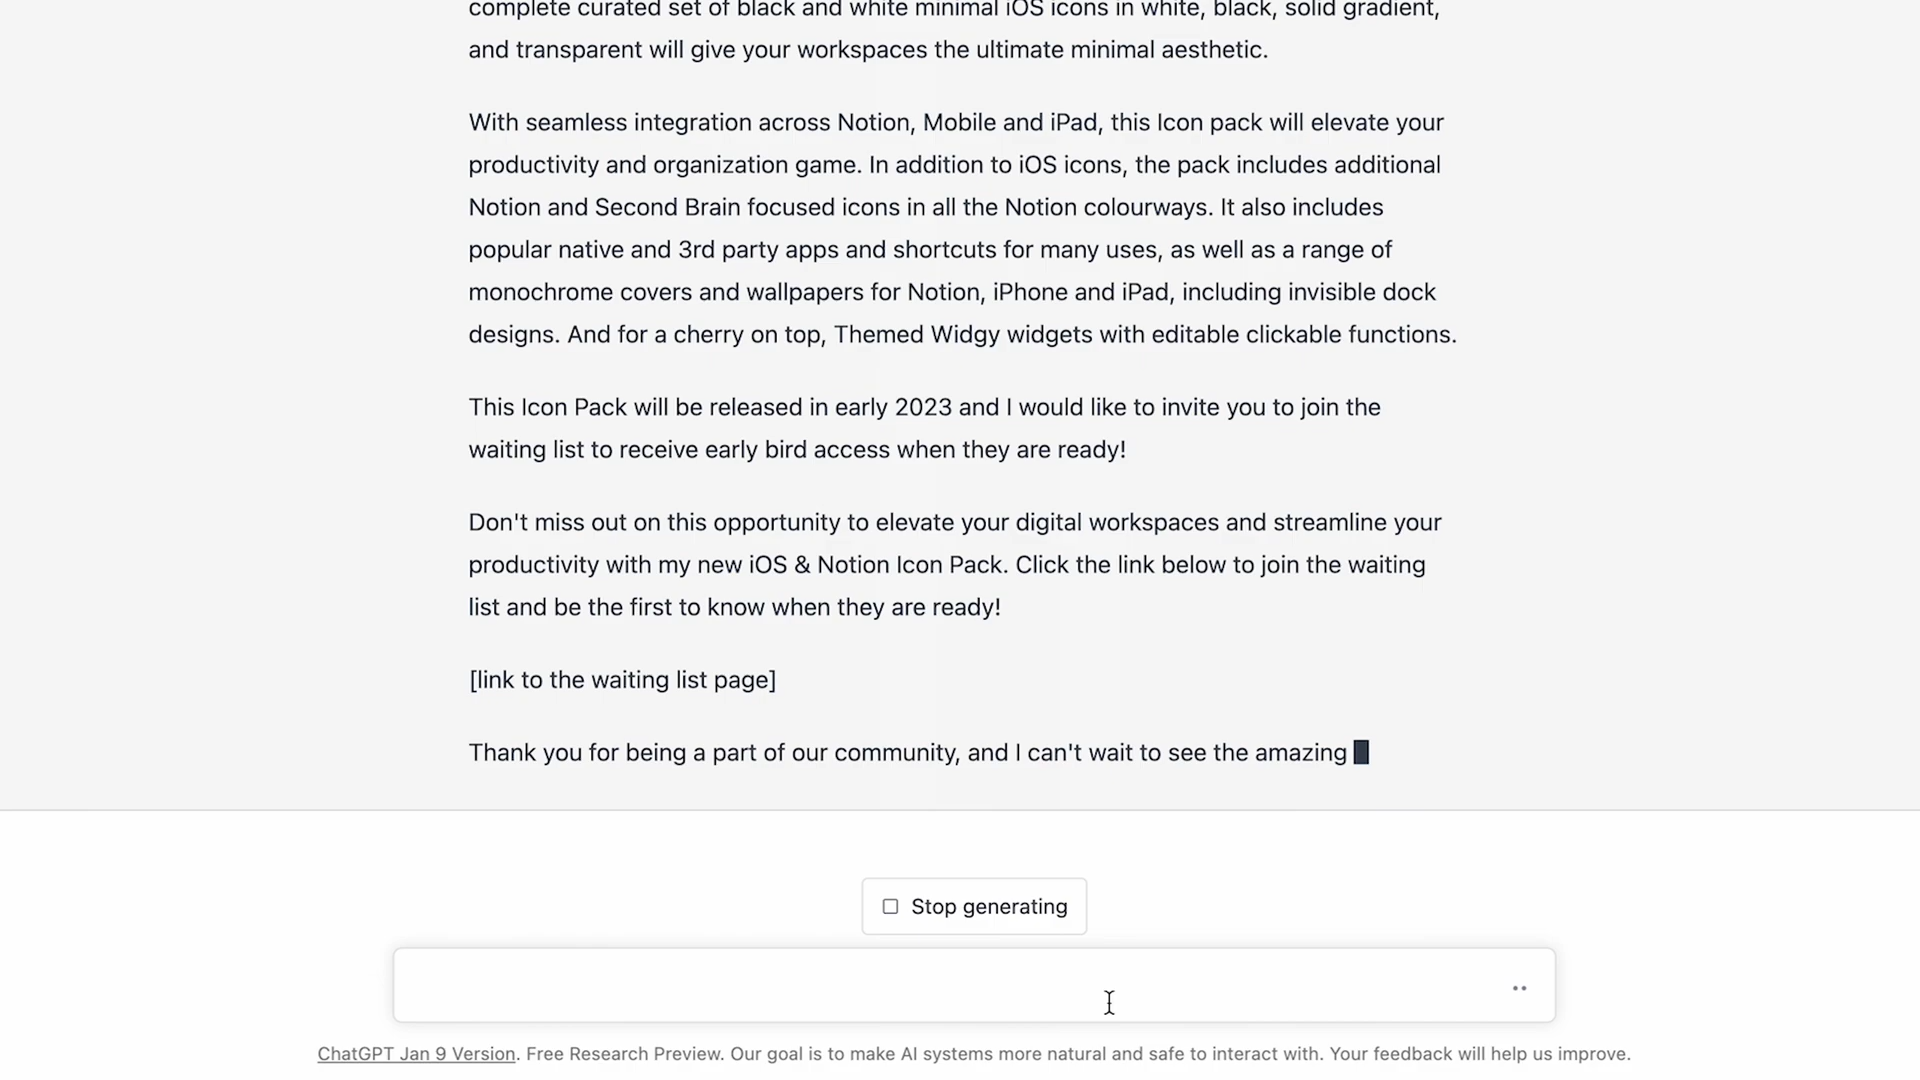 complete curated set of black and white minimal iOS icons in white, black, solid gradient,
and transparent will give your workspaces the ultimate minimal aesthetic.
With seamless integration across Notion, Mobile and iPad, this Icon pack will elevate your
productivity and organization game. In addition to iOS icons, the pack includes additional
Notion and Second Brain focused icons in all the Notion colourways. It also includes
popular native and 3rd party apps and shortcuts for many uses, as well as a range of
monochrome covers and wallpapers for Notion, iPhone and iPad, including invisible dock
designs. And for a cherry on top, Themed Widgy widgets with editable clickable functions.
This Icon Pack will be released in early 2023 and I would like to invite you to join the
waiting list to receive early bird access when they are ready!
Don't miss out on this opportunity to elevate your digital workspaces and streamline your
productivity with my new iOS & Notion Icon Pack. Click the link below to join the waiting
list and be the first to know when they are ready!
[link to the waiting list page]
Thank you for being a part of our community, and I can't wait to see the amazing
Stop generating
ChatGPT Jan 9 Version. Free Research Preview. Our goal is to make AI systems more natural and safe to interact with. Your feedback will help us improve.